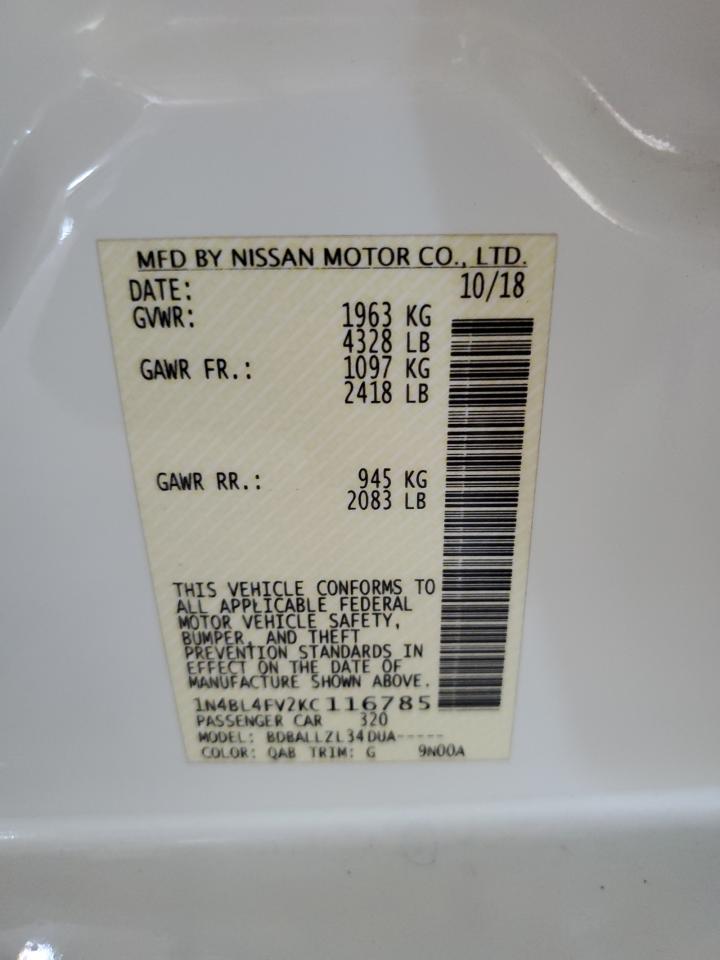 MFD BY NISSAN MOTOR CO., LTD.
DATE: 10/18
GVWR: 1963 KG
4328 LB
GAWR FR.: 1097 KG
2418 LB
GAWR RR.: 945 KG
2083 LB
THIS VEHICLE CONFORMS TO
ALL APPLICABLE FEDERAL
MOTOR VEHICLE SAFETY,
BUMPER, AND THEFT
PREVENTION STANDARDS IN
EFFECT ON THE DATE OF
MANUFACTURE SHOWN ABOVE.
1N4BL4FV2KC116785
PASSENGER CAR 320
MODEL: BDBALLZL34DUA-----
COLOR: QAB TRIM: G 9N00A